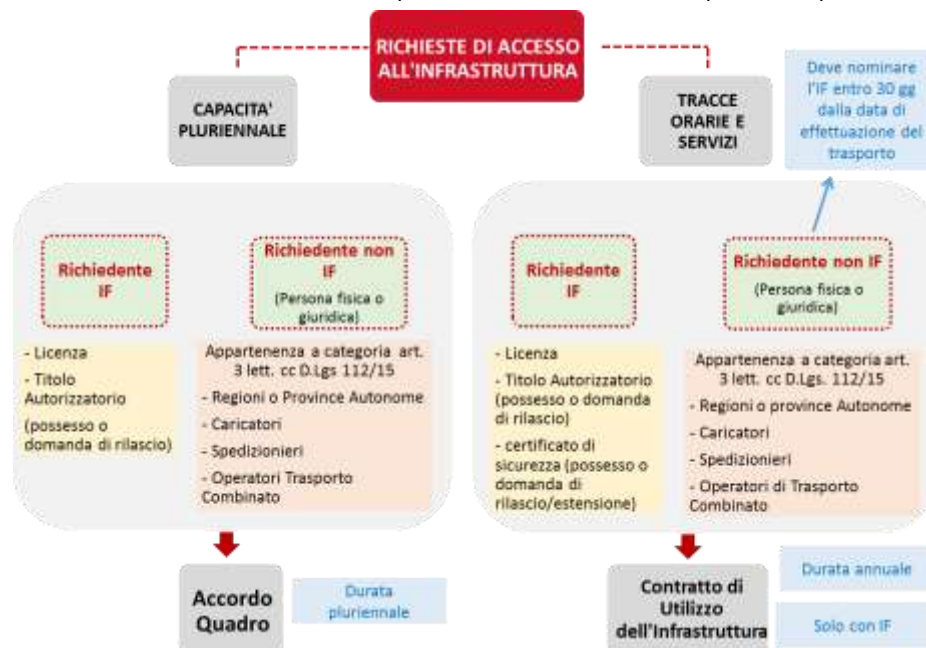 RICHIESTE DI ACCESSO
ALL'INFRASTRUTTURA
CAPACITA'
PLURIENNALE
TRACCE
ORARIE E
SERVIZI
Deve nominare
l'IF entro 30 gg
dalla data di
effettuazione del
trasporto
Richiedente
IF
Richiedente non
IF
(Persona fisica o
giuridica)
- Licenza
- Titolo
Autorizzatorio
(possesso o
domanda di rilascio)
Appartenenza a categoria art.
3 lett. cc D.Lgs 112/15
- Regioni o Province Autonome
- Caricatori
- Spedizionieri
- Operatori Trasporto
Combinato
Richiedente
IF
Richiedente non IF
(Persona fisica o
giuridica)
- Licenza
- Titolo Autorizzatorio
(possesso o domanda
di rilascio)
- certificato di
sicurezza (possesso o
domanda di
rilascio/estensione)
Appartenenza a categoria art.
3 lett. cc D.Lgs. 112/15
- Regioni o province Autonome
- Caricatori
- Spedizionieri
- Operatori di Trasporto
Combinato
Accordo
Quadro
Durata
pluriennale
Contratto di
Utilizzo
dell'Infrastruttura
Durata annuale
Solo con IF